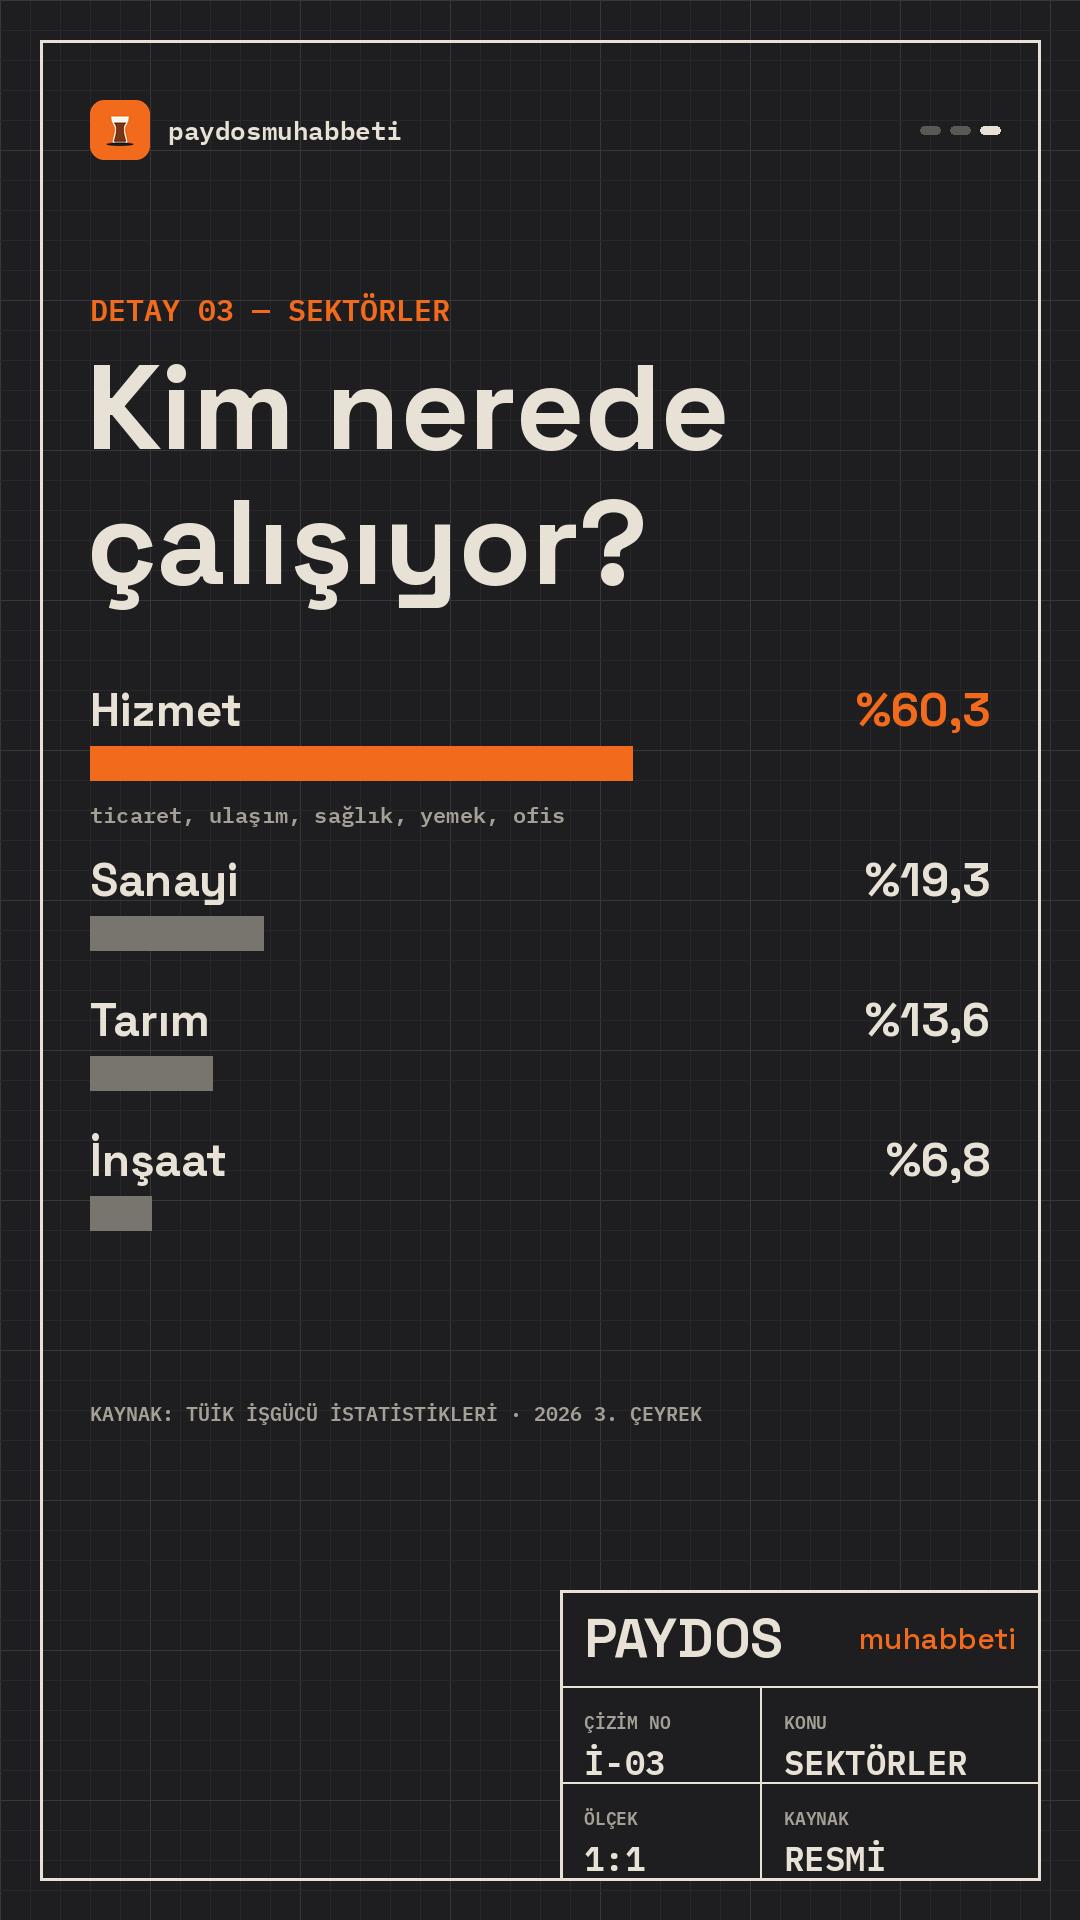 paydosmuhabbeti
DETAY 03 — SEKTÖRLER
Kim nerede
çalışıyor?
Hizmet %60,3
ticaret, ulaşım, sağlık, yemek, ofis
Sanayi %19,3
Tarım %13,6
İnşaat %6,8
KAYNAK: TÜİK İŞGÜCÜ İSTATİSTİKLERİ · 2026 3. ÇEYREK
PAYDOS muhabbeti
ÇİZİM NO KONU
İ-03 SEKTÖRLER
ÖLÇEK KAYNAK
1:1 RESMİ